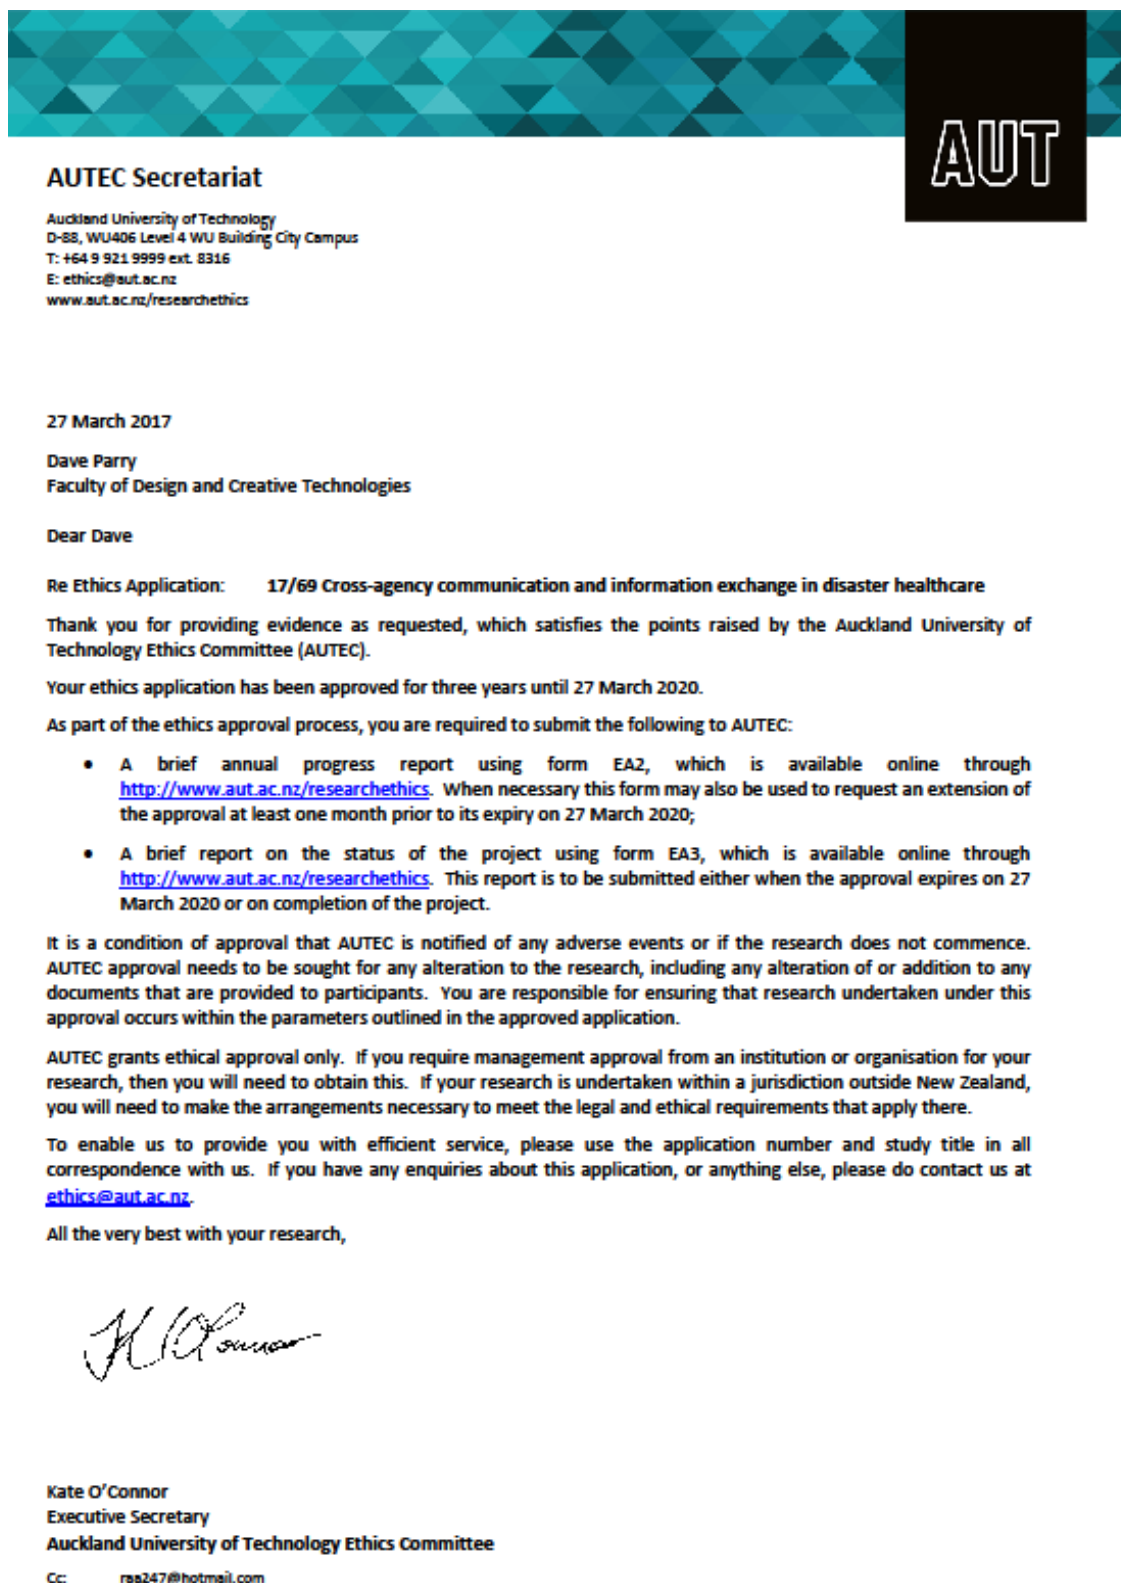 AUT
AUTEC Secretariat
Auckland University of Technology
D-88, WU406 Level 4 WU Building City Campus
T: +64 9 921 9999 ext. 8316
E: ethics@aut.ac.nz
www.aut.ac.nz/researchethics
27 March 2017
Dave Parry
Faculty of Design and Creative Technologies
Dear Dave
Re Ethics Application: 17/69 Cross-agency communication and information exchange in disaster healthcare
Thank you for providing evidence as requested, which satisfies the points raised by the Auckland University of
Technology Ethics Committee (AUTEC).
Your ethics application has been approved for three years until 27 March 2020.
As part of the ethics approval process, you are required to submit the following to AUTEC:
• A brief annual progress report using form EA2, which is available online through
http://www.aut.ac.nz/researchethics. When necessary this form may also be used to request an extension of
the approval at least one month prior to its expiry on 27 March 2020;
• A brief report on the status of the project using form EA3, which is available online through
http://www.aut.ac.nz/researchethics. This report is to be submitted either when the approval expires on 27
March 2020 or on completion of the project.
It is a condition of approval that AUTEC is notified of any adverse events or if the research does not commence.
AUTEC approval needs to be sought for any alteration to the research, including any alteration of or addition to any
documents that are provided to participants. You are responsible for ensuring that research undertaken under this
approval occurs within the parameters outlined in the approved application.
AUTEC grants ethical approval only. If you require management approval from an institution or organisation for your
research, then you will need to obtain this. If your research is undertaken within a jurisdiction outside New Zealand,
you will need to make the arrangements necessary to meet the legal and ethical requirements that apply there.
To enable us to provide you with efficient service, please use the application number and study title in all
correspondence with us. If you have any enquiries about this application, or anything else, please do contact us at
ethics@aut.ac.nz.
All the very best with your research,
K O'Connor
Kate O'Connor
Executive Secretary
Auckland University of Technology Ethics Committee
Cc: raa247@hotmail.com